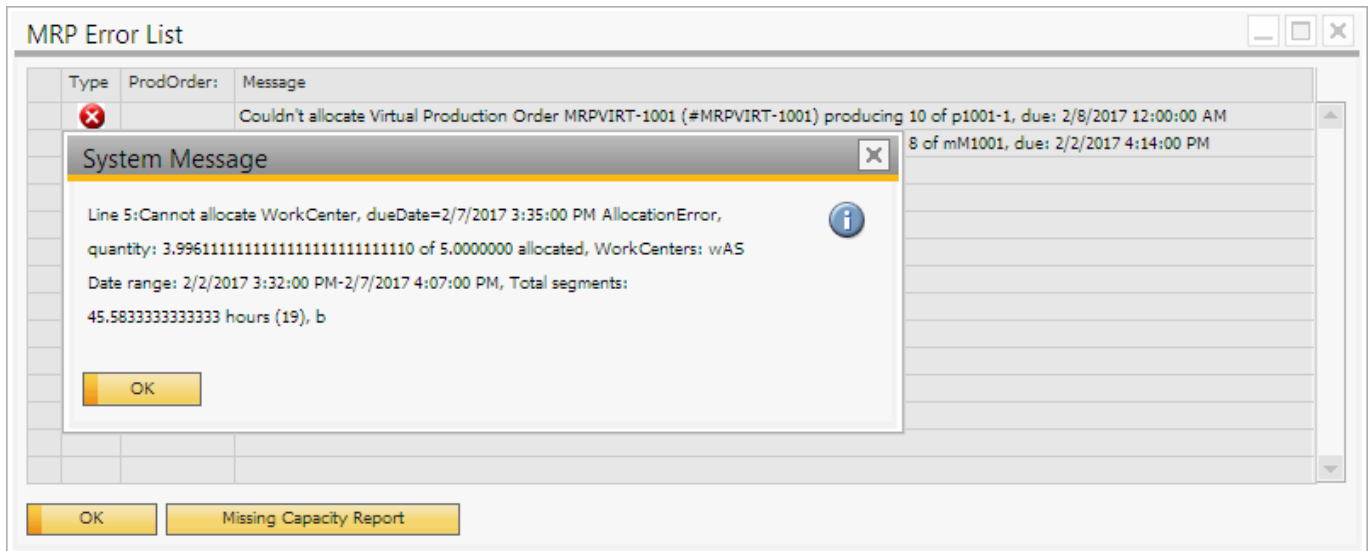 MRP Error List
Type ProdOrder: Message
Couldn't allocate Virtual Production Order MRPVIRT-1001 (#MRPVIRT-1001) producing 10 of p1001-1, due: 2/8/2017 12:00:00 AM
8 of mM1001, due: 2/2/2017 4:14:00 PM
System Message
Line 5:Cannot allocate WorkCenter, dueDate=2/7/2017 3:35:00 PM AllocationError,
quantity: 3.9961111111111111111111111110 of 5.0000000 allocated, WorkCenters: wAS
Date range: 2/2/2017 3:32:00 PM-2/7/2017 4:07:00 PM, Total segments:
45.5833333333333 hours (19), b
OK
OK Missing Capacity Report